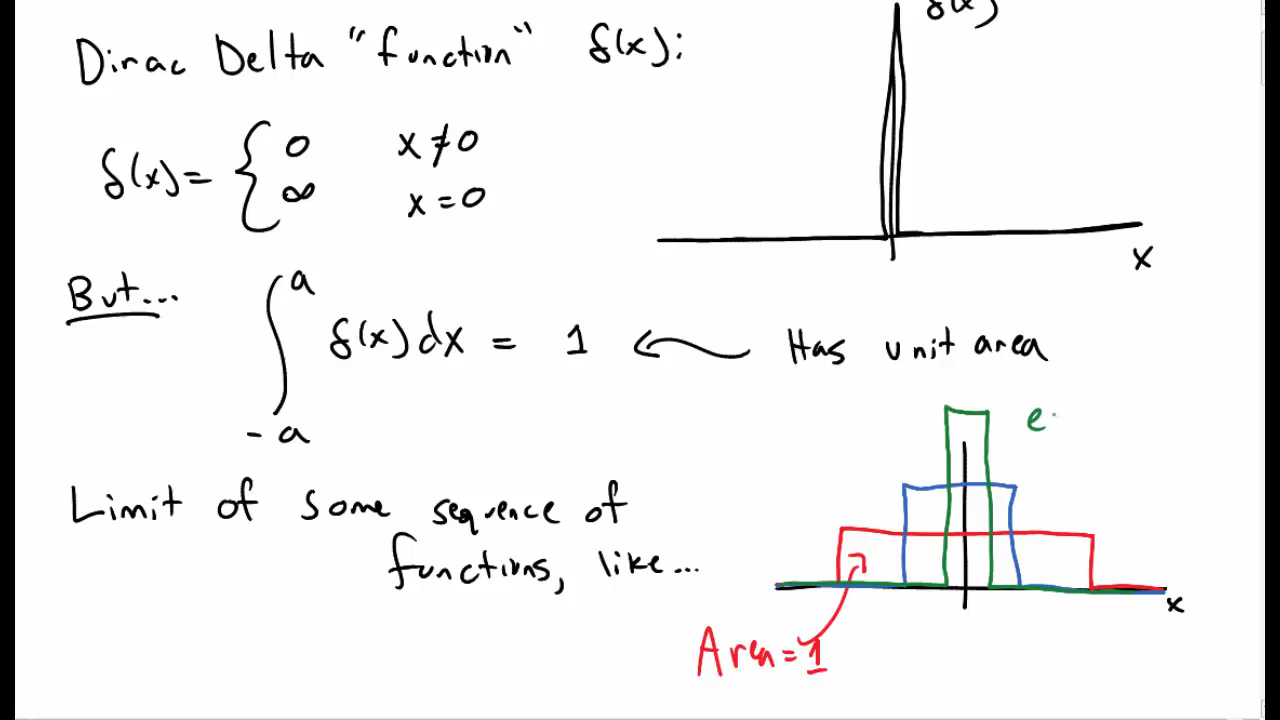 Dirac Delta "function" δ(x):
δ(x)
δ(x) = { 0 x ≠ 0
∞ x = 0
x
But...
∫ a
δ(x) dx = 1 ← Has unit area
-a
e
Limit of some sequence of
functions, like...
x
Area = 1